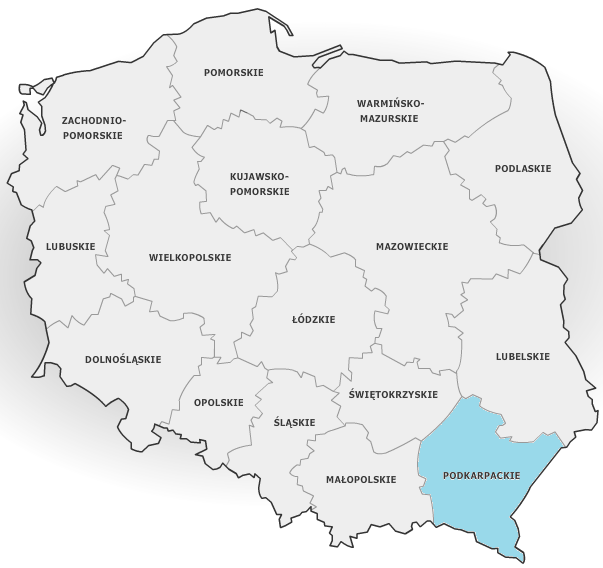 POMORSKIE
WARMIŃSKO-
MAZURSKIE
ZACHODNIO-
POMORSKIE
PODLASKIE
KUJAWSKO-
POMORSKIE
LUBUSKIE
WIELKOPOLSKIE
MAZOWIECKIE
ŁÓDZKIE
DOLNOŚLĄSKIE
LUBELSKIE
OPOLSKIE
ŚWIĘTOKRZYSKIE
ŚLĄSKIE
MAŁOPOLSKIE
PODKARPACKIE